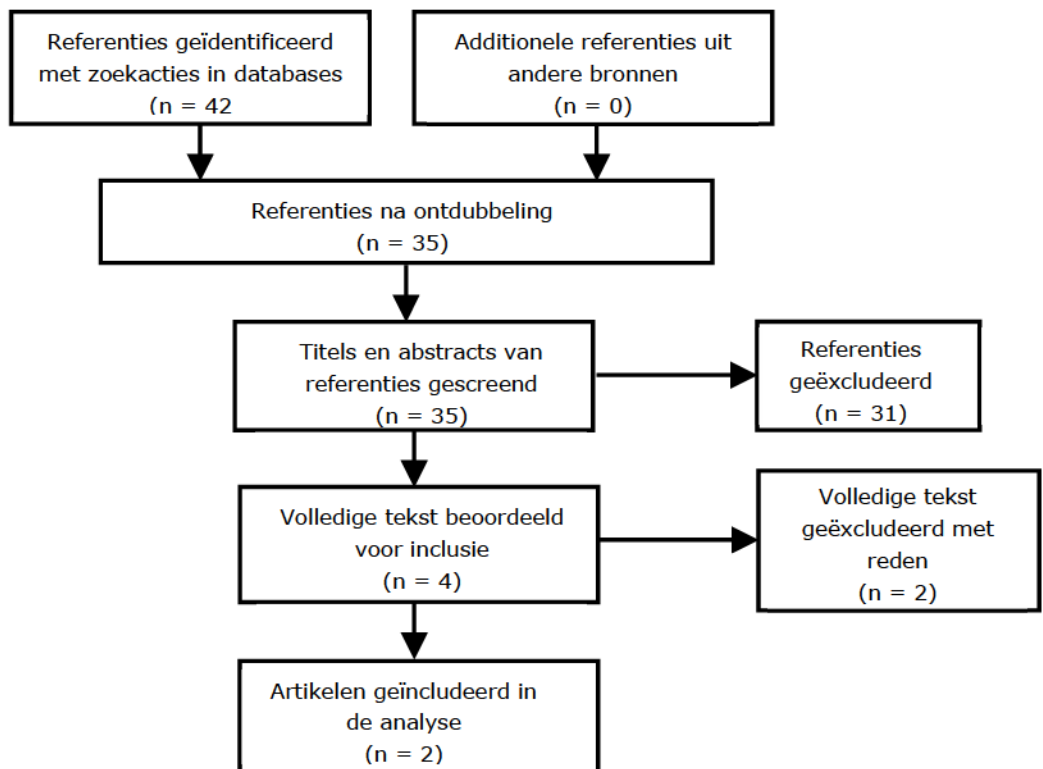 Referenties geïdentificeerd
met zoekacties in databases
(n = 42
Additionele referenties uit
andere bronnen
(n = 0)
Referenties na ontdubbeling
(n = 35)
Titels en abstracts van
referenties gescreend
(n = 35)
Referenties
geëxcludeerd
(n = 31)
Volledige tekst beoordeeld
voor inclusie
(n = 4)
Volledige tekst
geëxcludeerd met
reden
(n = 2)
Artikelen geïncludeerd in
de analyse
(n = 2)